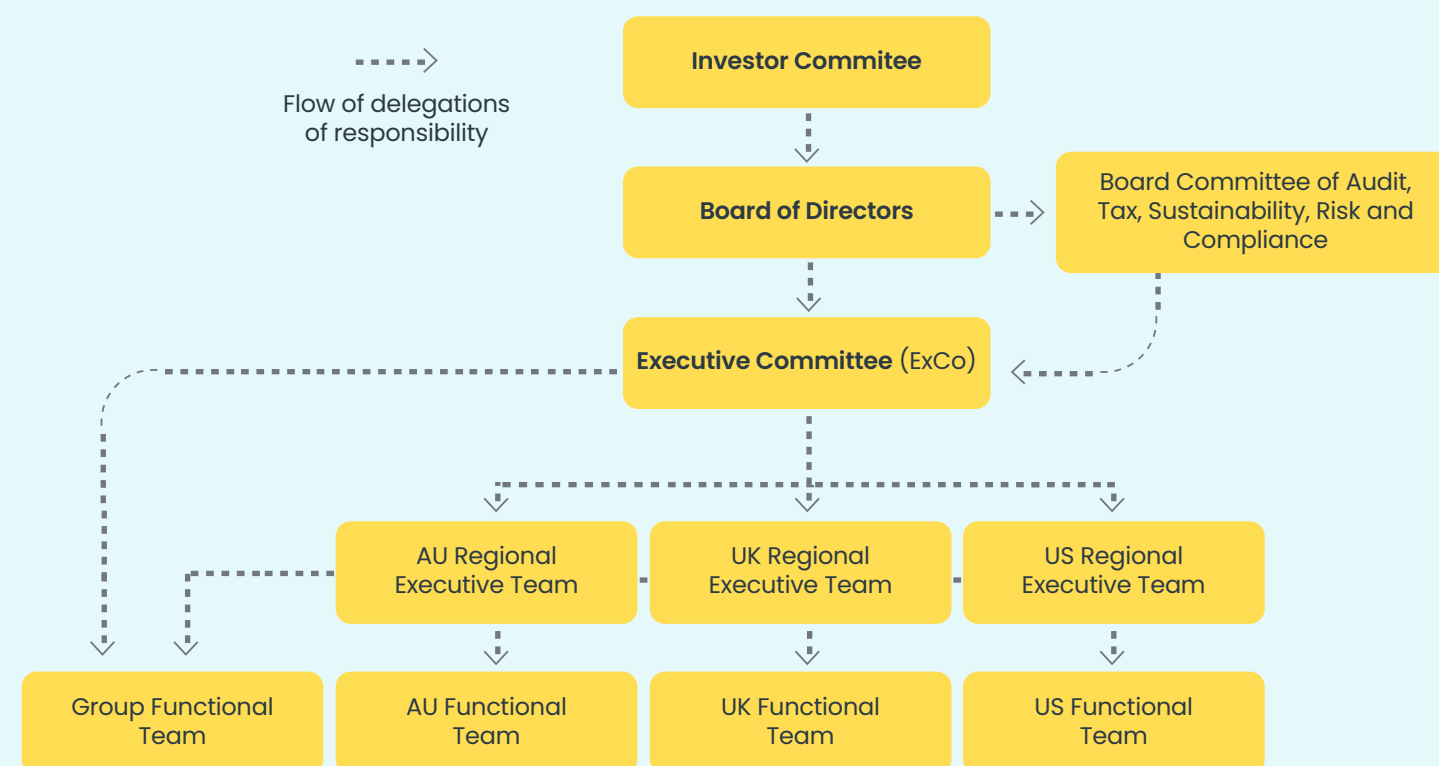 Investor Commitee
Flow of delegations
of responsibility
Board of Directors
Board Committee of Audit,
Tax, Sustainability, Risk and
Compliance
Executive Committee (ExCo)
AU Regional
Executive Team
UK Regional
Executive Team
US Regional
Executive Team
Group Functional
Team
AU Functional
Team
UK Functional
Team
US Functional
Team